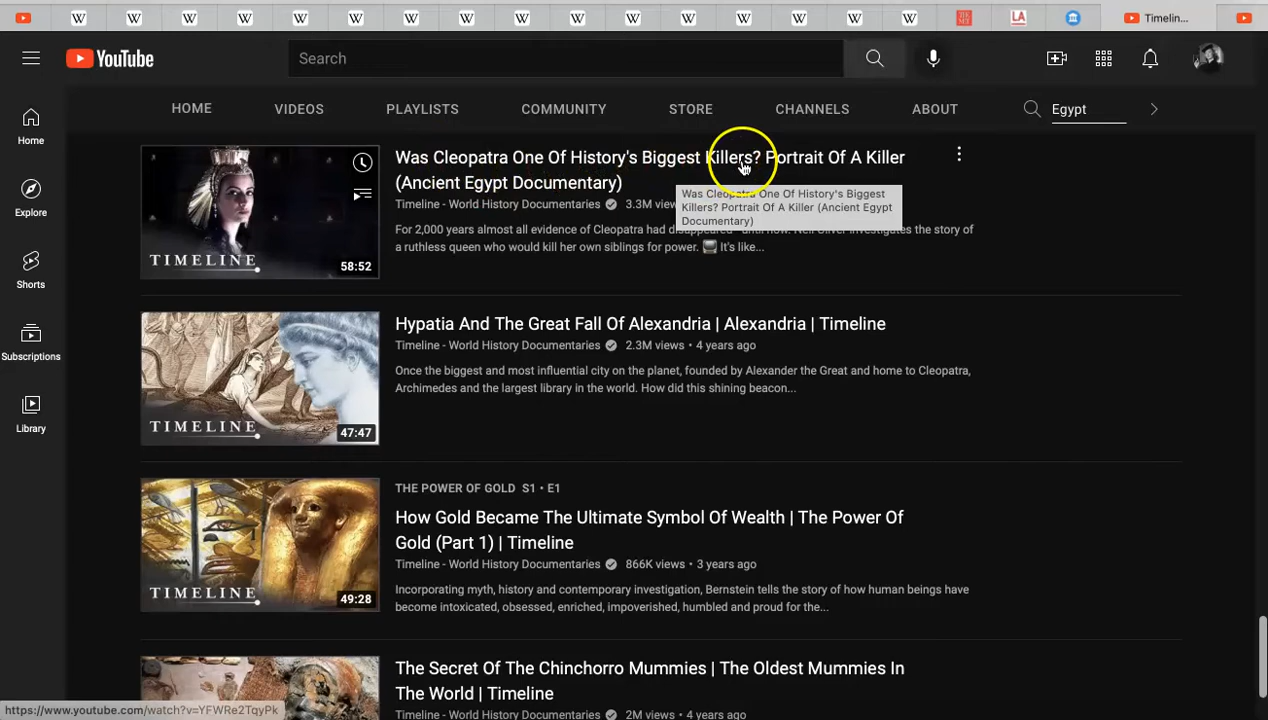 Timelin...
YouTube
Search
HOME
VIDEOS
PLAYLISTS
COMMUNITY
STORE
CHANNELS
ABOUT
Egypt
Home
Explore
Shorts
Subscriptions
Library
TIMELINE
58:52
Was Cleopatra One Of History's Biggest Killers? Portrait Of A Killer
(Ancient Egypt Documentary)
Timeline - World History Documentaries 3.3M
Was Cleopatra One Of History's Biggest
Killers? Portrait Of A Killer (Ancient Egypt
Documentary)
For 2,000 years almost all evidence of Cleopatra had disappeared - until now. Neil Oliver investigates the story of
a ruthless queen who would kill her own siblings for power. 📺 It's like...
TIMELINE
47:47
Hypatia And The Great Fall Of Alexandria | Alexandria | Timeline
Timeline - World History Documentaries 2.3M views • 4 years ago
Once the biggest and most influential city on the planet, founded by Alexander the Great and home to Cleopatra,
Archimedes and the largest library in the world. How did this shining beacon...
TIMELINE
49:28
THE POWER OF GOLD S1 • E1
How Gold Became The Ultimate Symbol Of Wealth | The Power Of
Gold (Part 1) | Timeline
Timeline - World History Documentaries 866K views • 3 years ago
Incorporating myth, history and contemporary investigation, Bernstein tells the story of how human beings have
become intoxicated, obsessed, enriched, impoverished, humbled and proud for the...
The Secret Of The Chinchorro Mummies | The Oldest Mummies In
The World | Timeline
Timeline - World History Documentaries 2M views • 4 years ago
https://www.youtube.com/watch?v=YFWRe2TqyPk